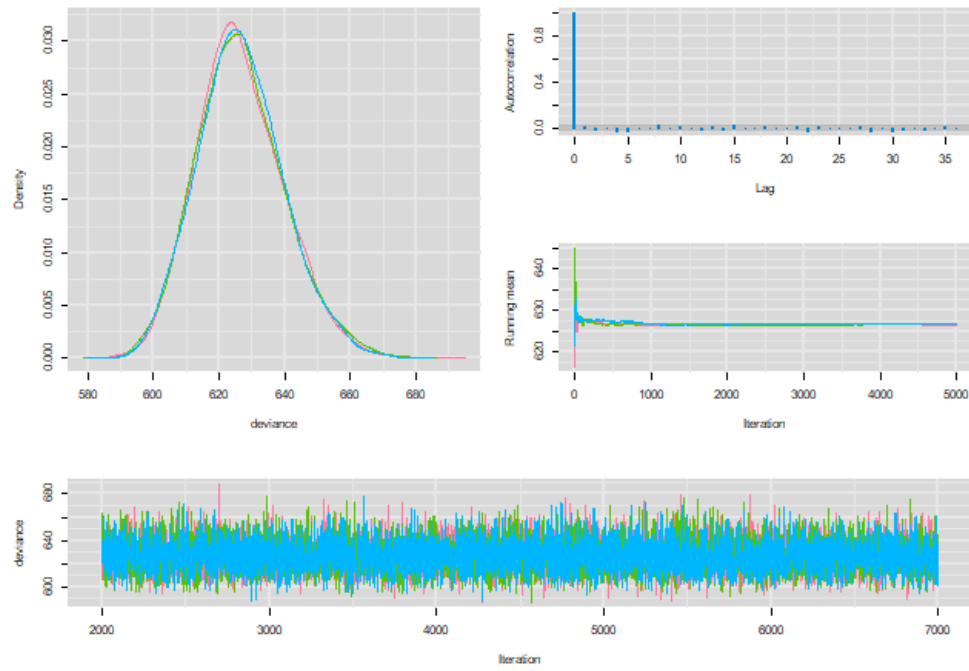 Density
0.000 0.005 0.010 0.015 0.020 0.025 0.030
580 600 620 640 660 680
deviance
Autocorrelation
0.0 0.4 0.8
0 5 10 15 20 25 30 35
Lag
Running mean
620 630 640
0 1000 2000 3000 4000 5000
Iteration
deviance
600 640 680
2000 3000 4000 5000 6000 7000
Iteration